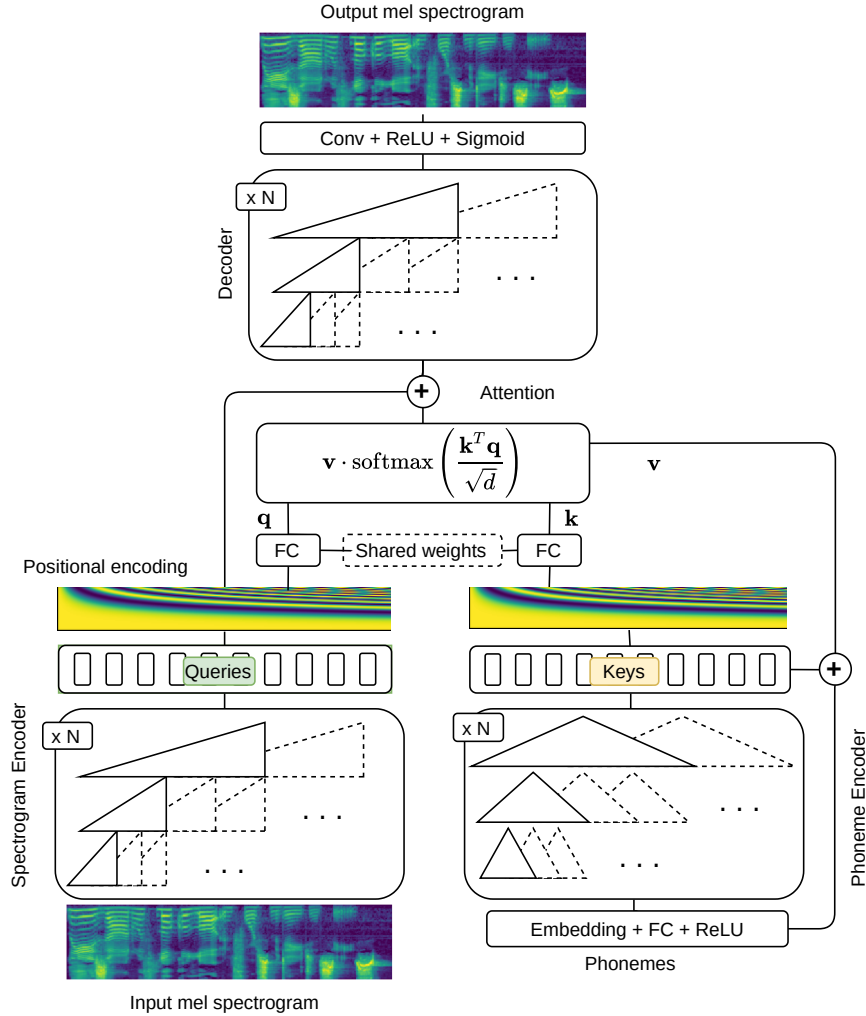 Output mel spectrogram
Conv + ReLU + Sigmoid
x N
Decoder
. . .
. . .
+
Attention
v · softmax ( k^T q / √d )
v
q
k
FC
Shared weights
FC
Positional encoding
Queries
Keys
+
x N
x N
Spectrogram Encoder
Phoneme Encoder
. . .
. . .
. . .
. . .
Embedding + FC + ReLU
Phonemes
Input mel spectrogram